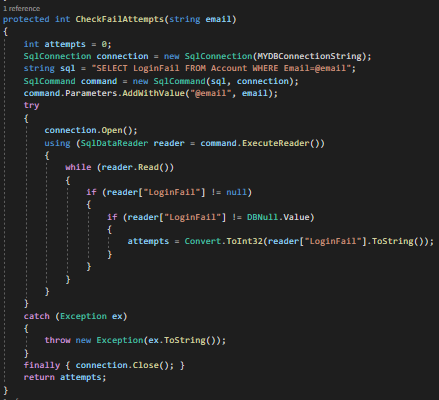 1 reference
protected int CheckFailAttempts(string email)
{
int attempts = 0;
SqlConnection connection = new SqlConnection(MYDBConnectionString);
string sql = "SELECT LoginFail FROM Account WHERE Email=@email";
SqlCommand command = new SqlCommand(sql, connection);
command.Parameters.AddWithValue("@email", email);
try
{
connection.Open();
using (SqlDataReader reader = command.ExecuteReader())
{
while (reader.Read())
{
if (reader["LoginFail"] != null)
{
if (reader["LoginFail"] != DBNull.Value)
{
attempts = Convert.ToInt32(reader["LoginFail"].ToString());
}
}
}
}
}
catch (Exception ex)
{
throw new Exception(ex.ToString());
}
finally { connection.Close(); }
return attempts;
}